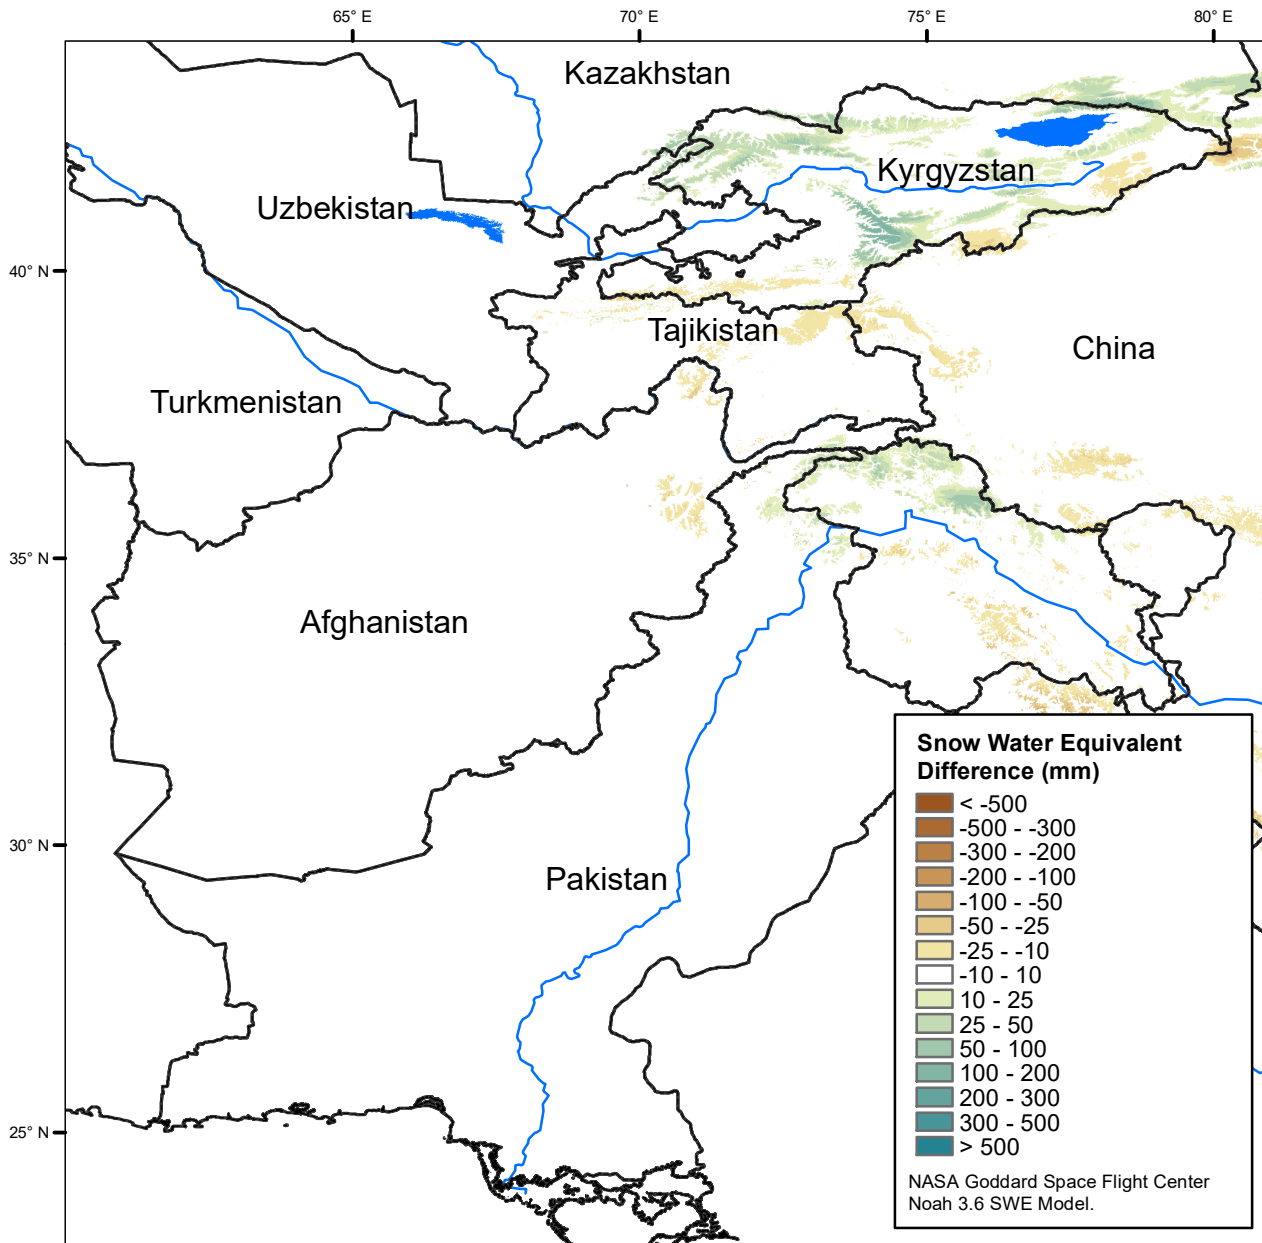 65° E
70° E
75° E
80° E
Kazakhstan
Kyrgyzstan
Uzbekistan
40° N
Tajikistan
China
Turkmenistan
35° N
Afghanistan
30° N
Pakistan
25° N
Snow Water Equivalent
Difference (mm)
< -500
-500 - -300
-300 - -200
-200 - -100
-100 - -50
-50 - -25
-25 - -10
-10 - 10
10 - 25
25 - 50
50 - 100
100 - 200
200 - 300
300 - 500
> 500
NASA Goddard Space Flight Center
Noah 3.6 SWE Model.